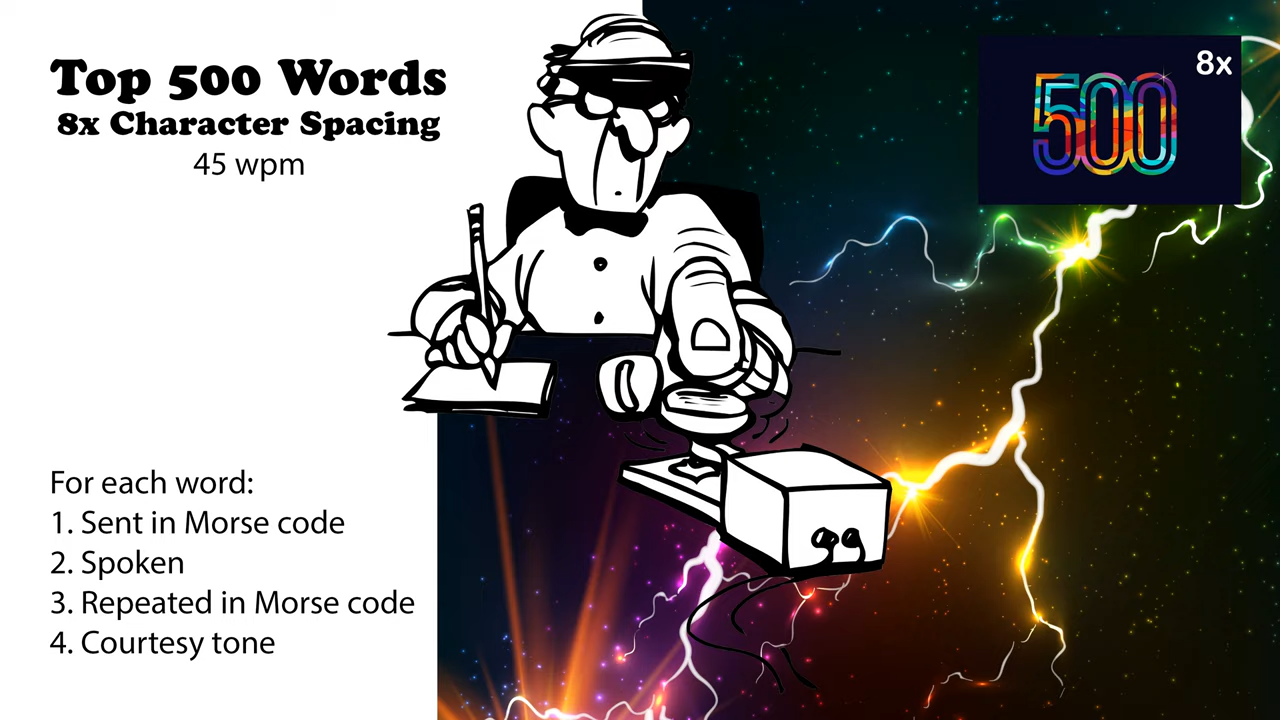 Top 500 Words
8x Character Spacing
45 wpm
8x
500
For each word:
1. Sent in Morse code
2. Spoken
3. Repeated in Morse code
4. Courtesy tone